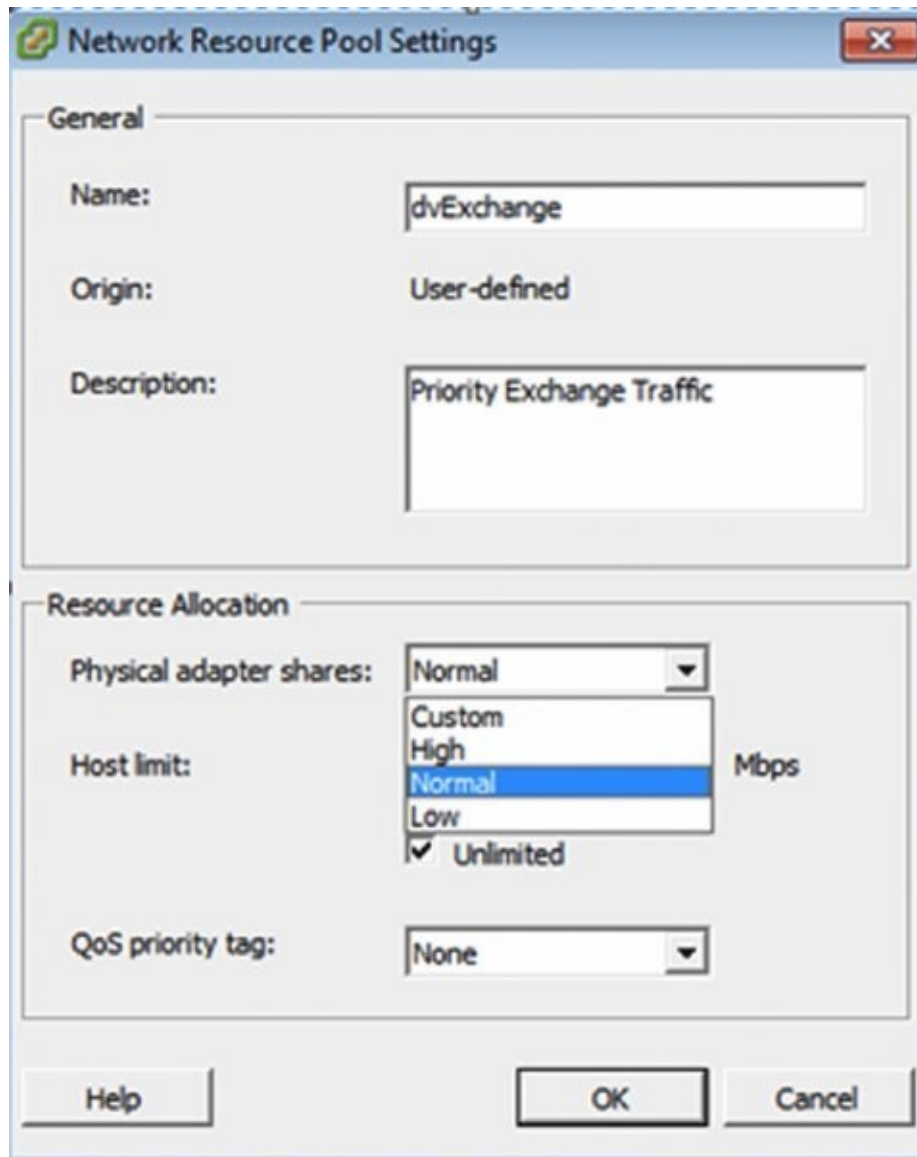 Network Resource Pool Settings
General
Name:
dvExchange
Origin:
User-defined
Description:
Priority Exchange Traffic
Resource Allocation
Physical adapter shares:
Normal
Custom
High
Normal
Low
Host limit:
Mbps
Unlimited
QoS priority tag:
None
Help
OK
Cancel